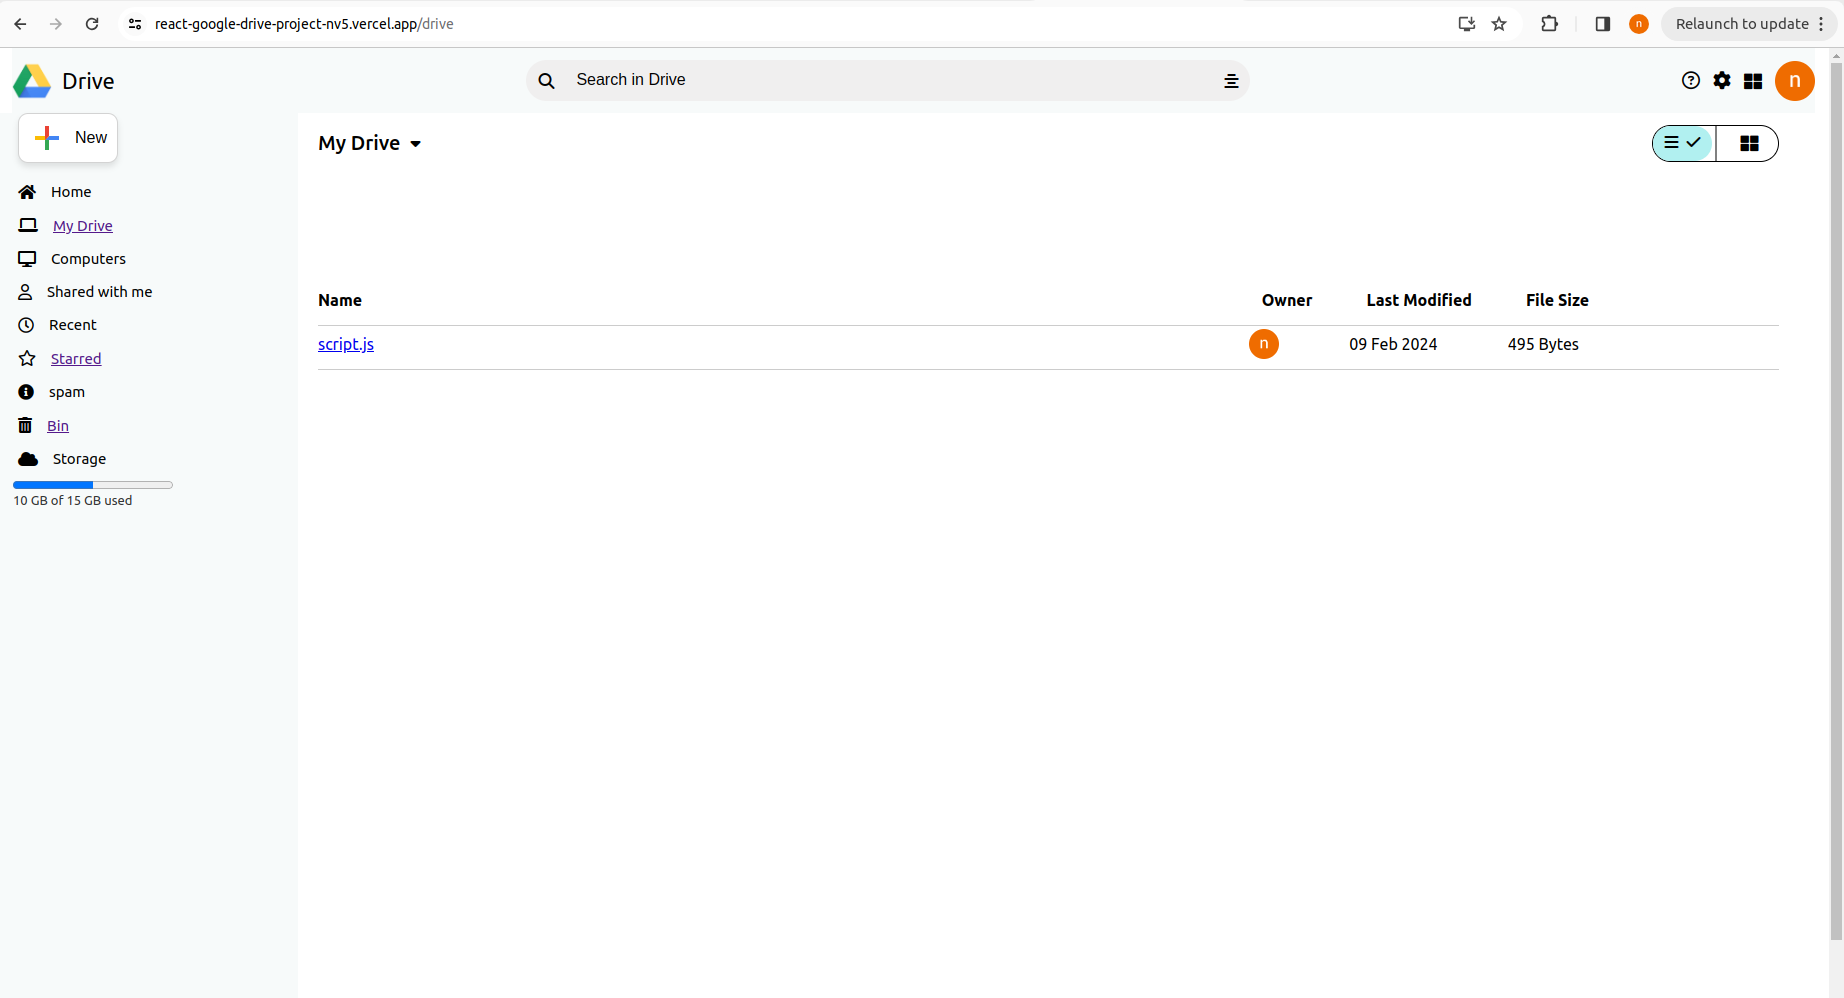 react-google-drive-project-nv5.vercel.app/drive
n
Relaunch to update
Drive
Search in Drive
n
New
My Drive
Home
My Drive
Computers
Shared with me
Recent
Starred
spam
Bin
Storage
10 GB of 15 GB used
Name Owner Last Modified File Size
script.js n 09 Feb 2024 495 Bytes